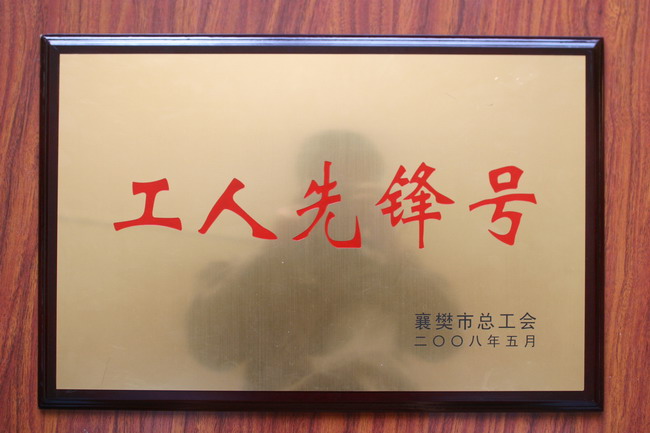 工人先锋号
襄樊市总工会
二〇〇八年五月